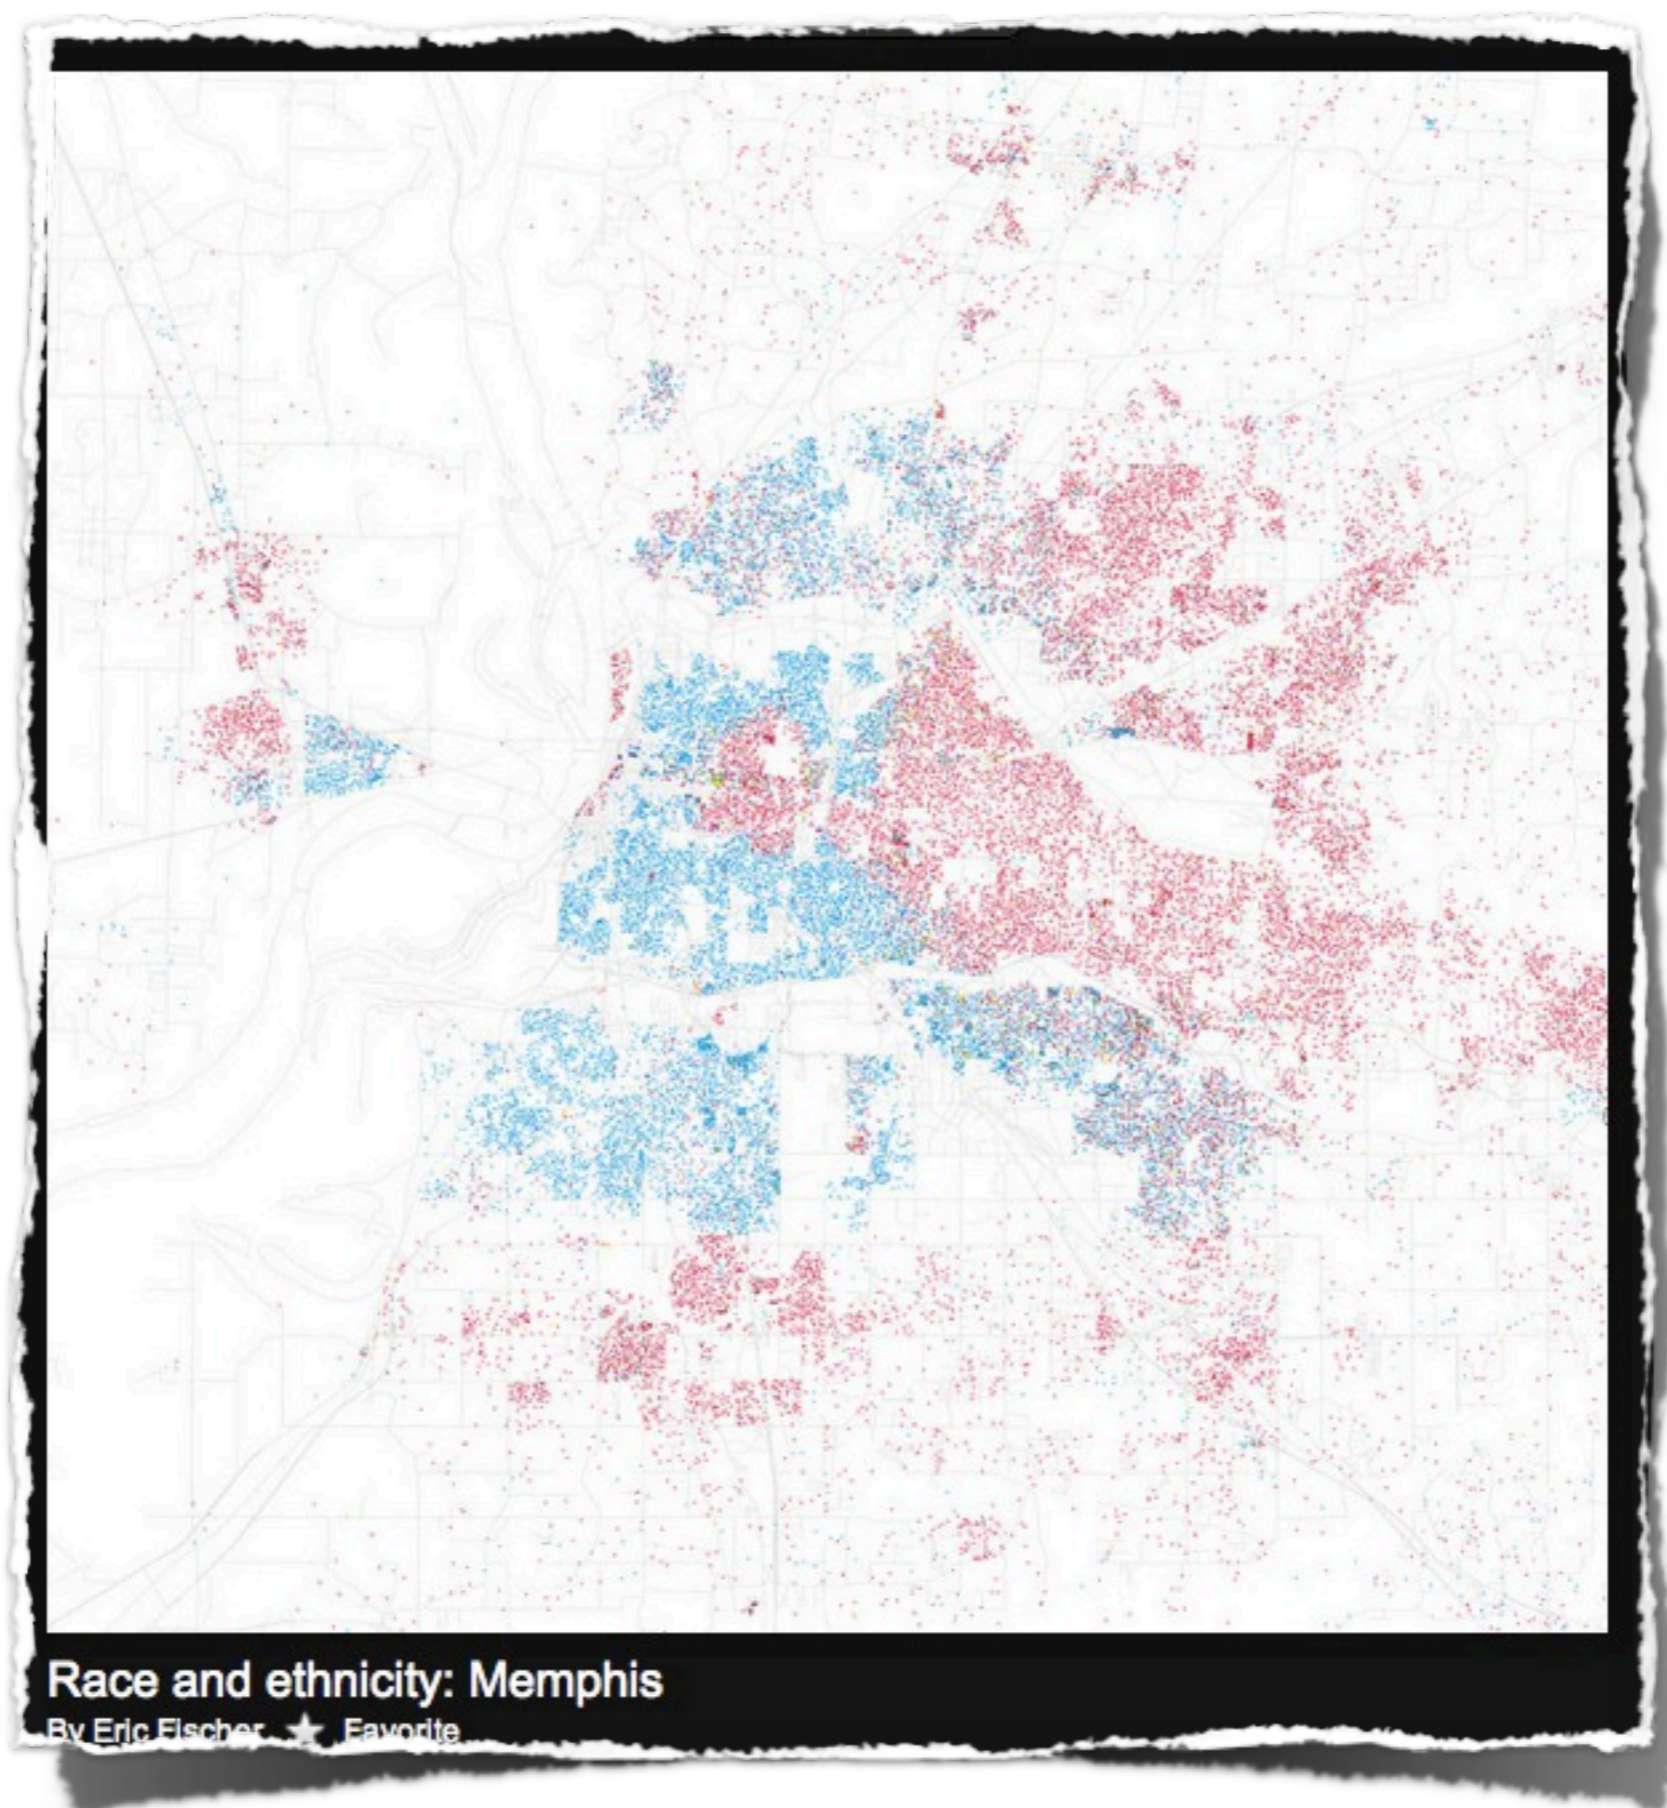 Race and ethnicity: Memphis
By Eric Fischer ★ Favorite